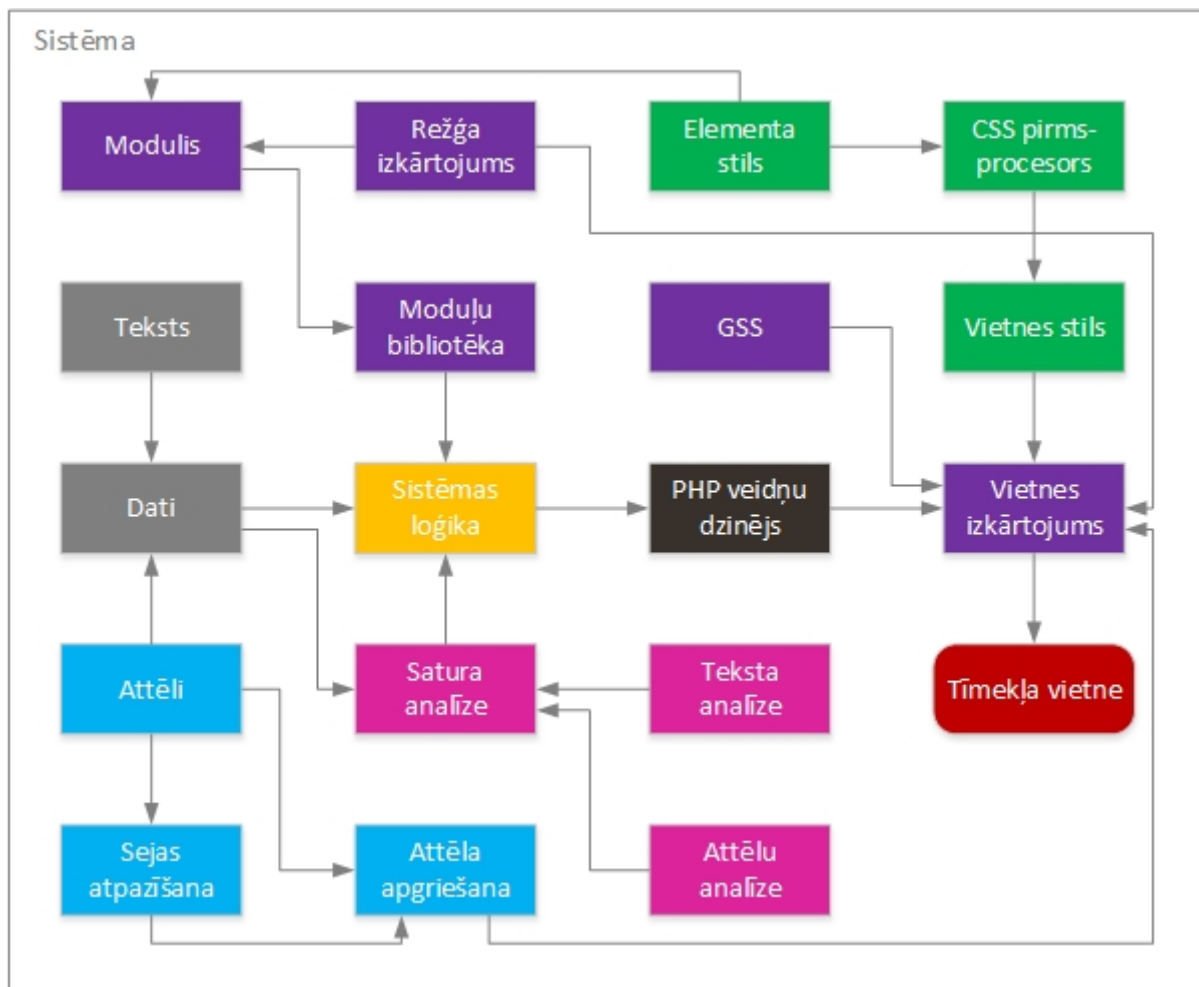 Sistēma
Modulis
Režģa
izkārtojums
Elementa
stils
CSS pirms-
procesors
Teksts
Moduļu
bibliotēka
GSS
Vietnes stils
Dati
Sistēmas
loģika
PHP veidņu
dzinējs
Vietnes
izkārtojums
Attēli
Satura
analīze
Teksta
analīze
Tīmekļa vietne
Sejas
atpazīšana
Attēla
apgriešana
Attēlu
analīze